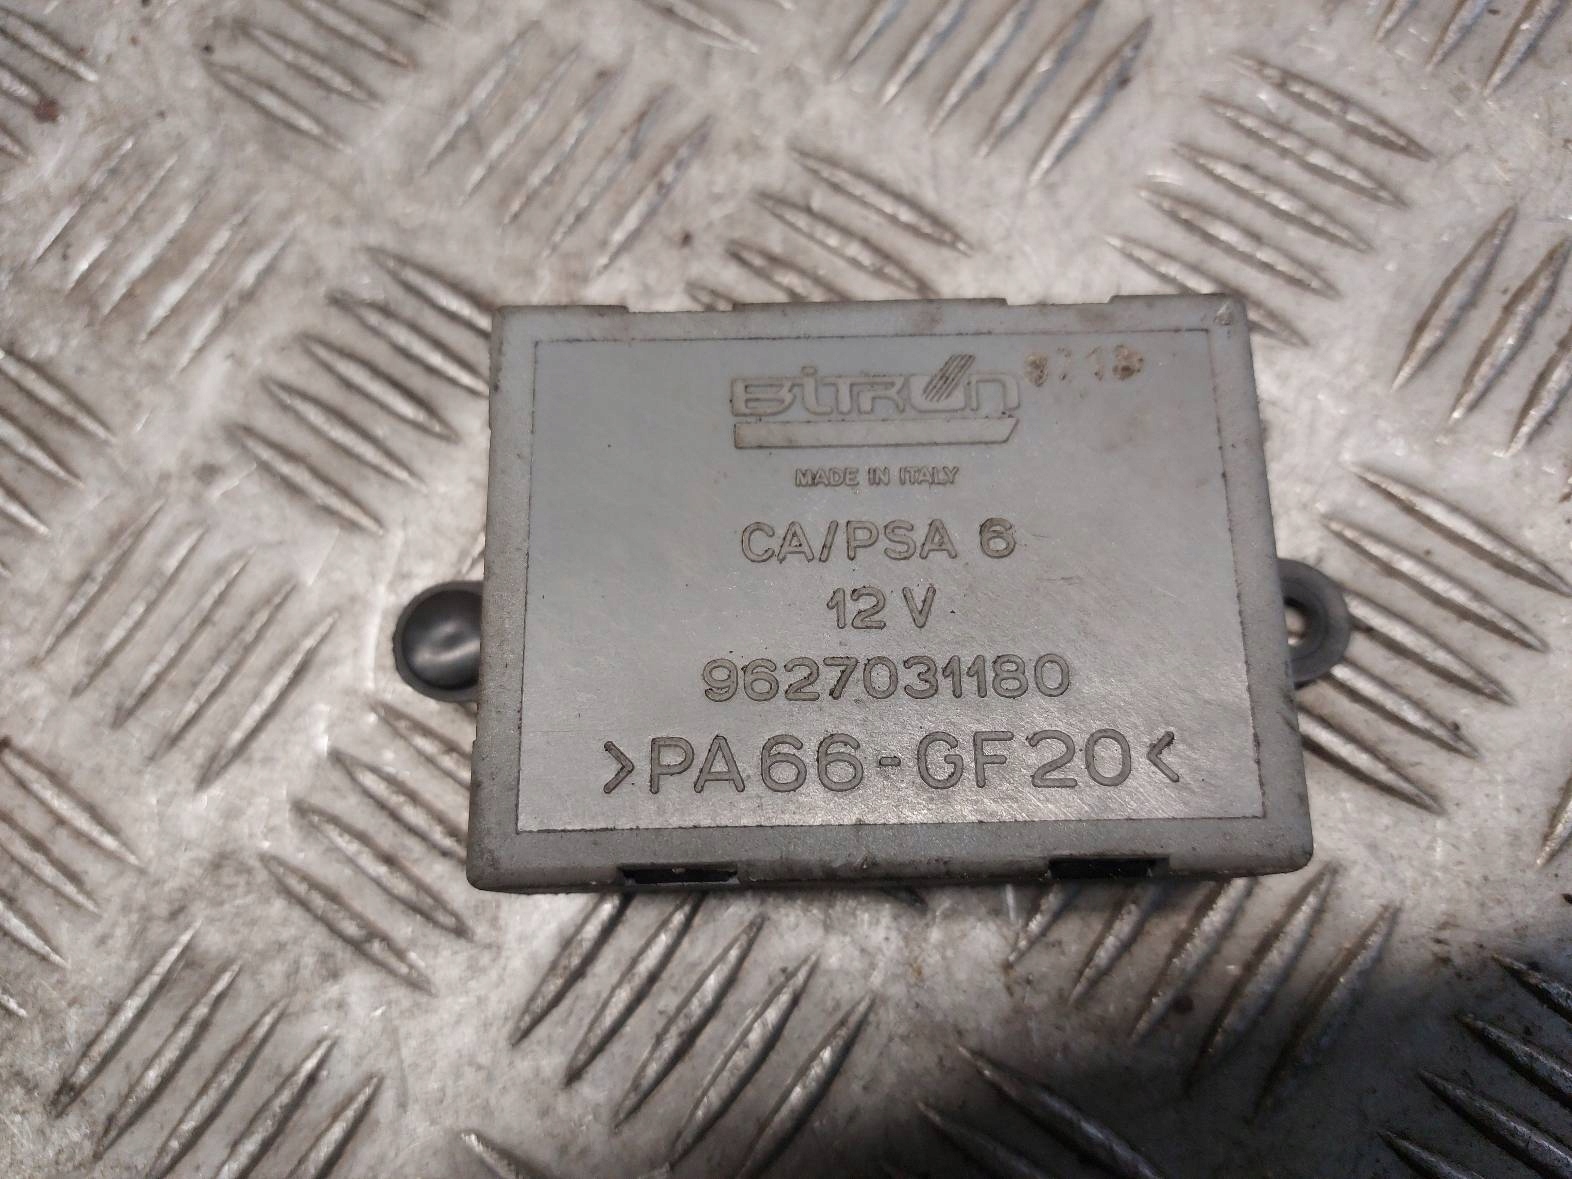 BiTRON
MADE IN ITALY
CA/PSA 6
12 V
9627031180
>PA66-GF20<